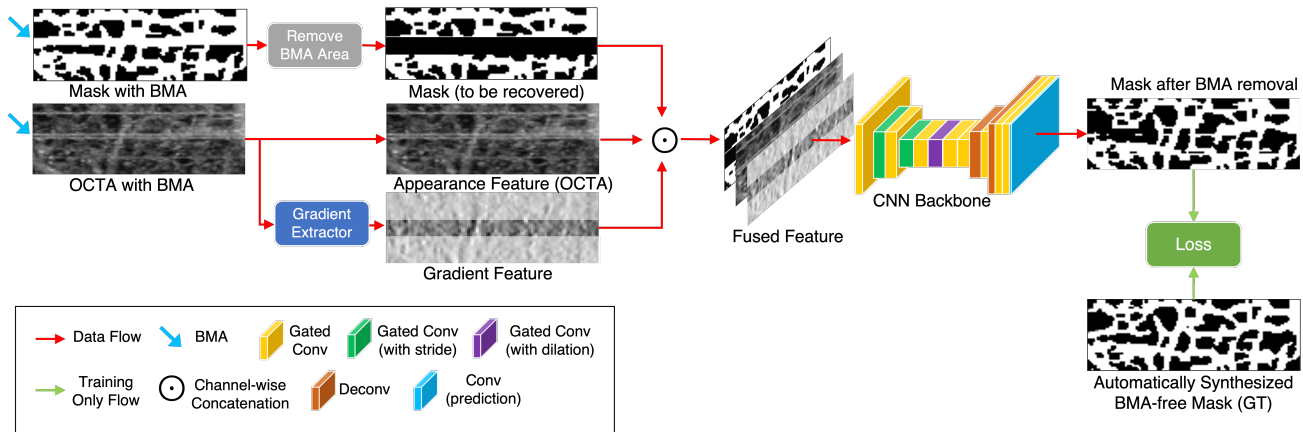 Mask with BMA
Remove
BMA Area
Mask (to be recovered)
OCTA with BMA
Appearance Feature (OCTA)
Gradient
Extractor
Gradient Feature
Fused Feature
CNN Backbone
Mask after BMA removal
Loss
Automatically Synthesized
BMA-free Mask (GT)
Data Flow
BMA
Gated
Conv
Gated Conv
(with stride)
Gated Conv
(with dilation)
Training
Only Flow
Channel-wise
Concatenation
Deconv
Conv
(prediction)